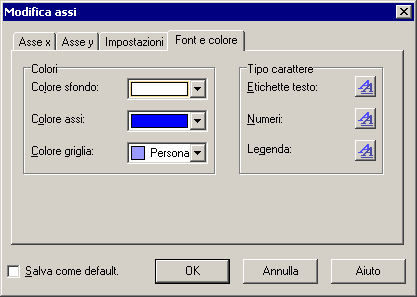 Modifica assi
Asse x Asse y Impostazioni Font e colore
Colori
Colore sfondo:
Colore assi:
Colore griglia: Persona
Tipo carattere
Etichette testo:
Numeri:
Legenda:
Salva come default. OK Annulla Aiuto